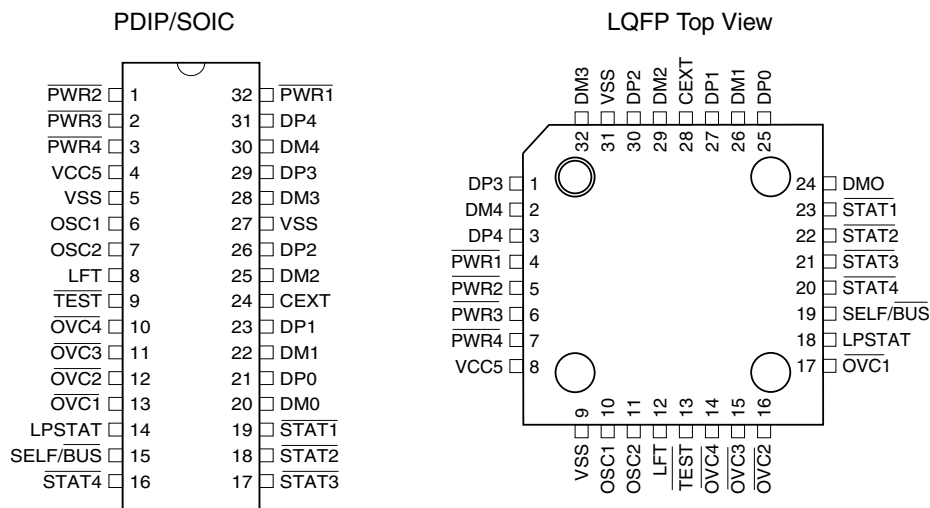 PDIP/SOIC
PWR2 1 32 PWR1
PWR3 2 31 DP4
PWR4 3 30 DM4
VCC5 4 29 DP3
VSS 5 28 DM3
OSC1 6 27 VSS
OSC2 7 26 DP2
LFT 8 25 DM2
TEST 9 24 CEXT
OVC4 10 23 DP1
OVC3 11 22 DM1
OVC2 12 21 DP0
OVC1 13 20 DM0
LPSTAT 14 19 STAT1
SELF/BUS 15 18 STAT2
STAT4 16 17 STAT3
LQFP Top View
DM3 VSS DP2 DM2 CEXT DP1 DM1 DP0
32 31 30 29 28 27 26 25
DP3 1 24 DMO
DM4 2 23 STAT1
DP4 3 22 STAT2
PWR1 4 21 STAT3
PWR2 5 20 STAT4
PWR3 6 19 SELF/BUS
PWR4 7 18 LPSTAT
VCC5 8 17 OVC1
9 10 11 12 13 14 15 16
VSS OSC1 OSC2 LFT TEST OVC4 OVC3 OVC2